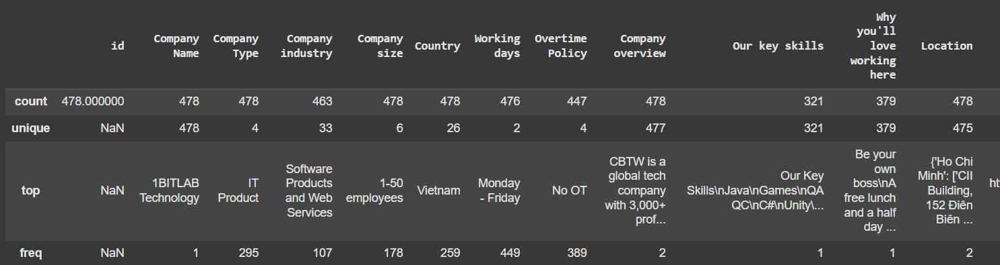 id Company Name Company Type Company industry Company size Country Working days Overtime Policy Company overview Our key skills Why you'll love working here Location
count 478.000000 478 478 463 478 478 476 447 478 321 379 478
unique NaN 478 4 33 6 26 2 4 477 321 379 475
top NaN 1BITLAB Technology IT Product Software Products and Web Services 1-50 employees Vietnam Monday - Friday No OT CBTW is a global tech company with 3,000+ prof... Our Key Skills\nJava\nGames\nQA QC\nC#\nUnity\... Be your own boss\nA free lunch and a half day ... {'Ho Chi Minh': ['CII Building, 152 Điện Biên ... ht
freq NaN 1 295 107 178 259 449 389 2 1 1 2